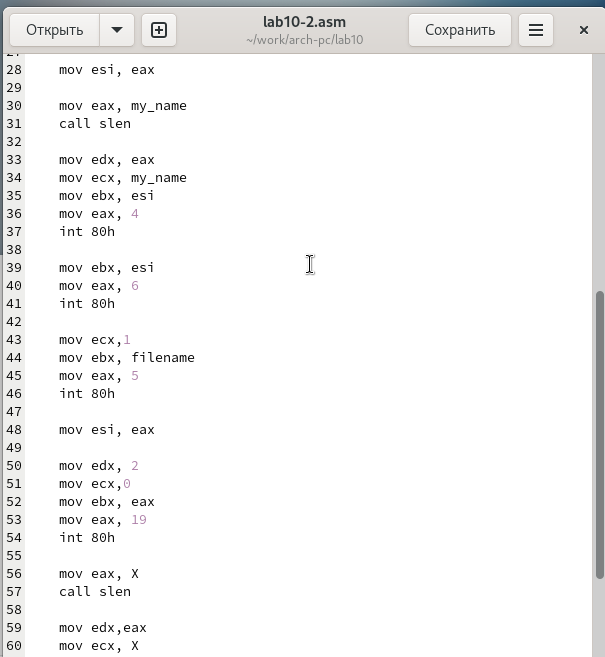 lab10-2.asm
Открыть
~/work/arch-pc/lab10
Сохранить
27
28 mov esi, eax
29
30 mov eax, my_name
31 call slen
32
33 mov edx, eax
34 mov ecx, my_name
35 mov ebx, esi
36 mov eax, 4
37 int 80h
38
39 mov ebx, esi
40 mov eax, 6
41 int 80h
42
43 mov ecx,1
44 mov ebx, filename
45 mov eax, 5
46 int 80h
47
48 mov esi, eax
49
50 mov edx, 2
51 mov ecx,0
52 mov ebx, eax
53 mov eax, 19
54 int 80h
55
56 mov eax, X
57 call slen
58
59 mov edx,eax
60 mov ecx, X